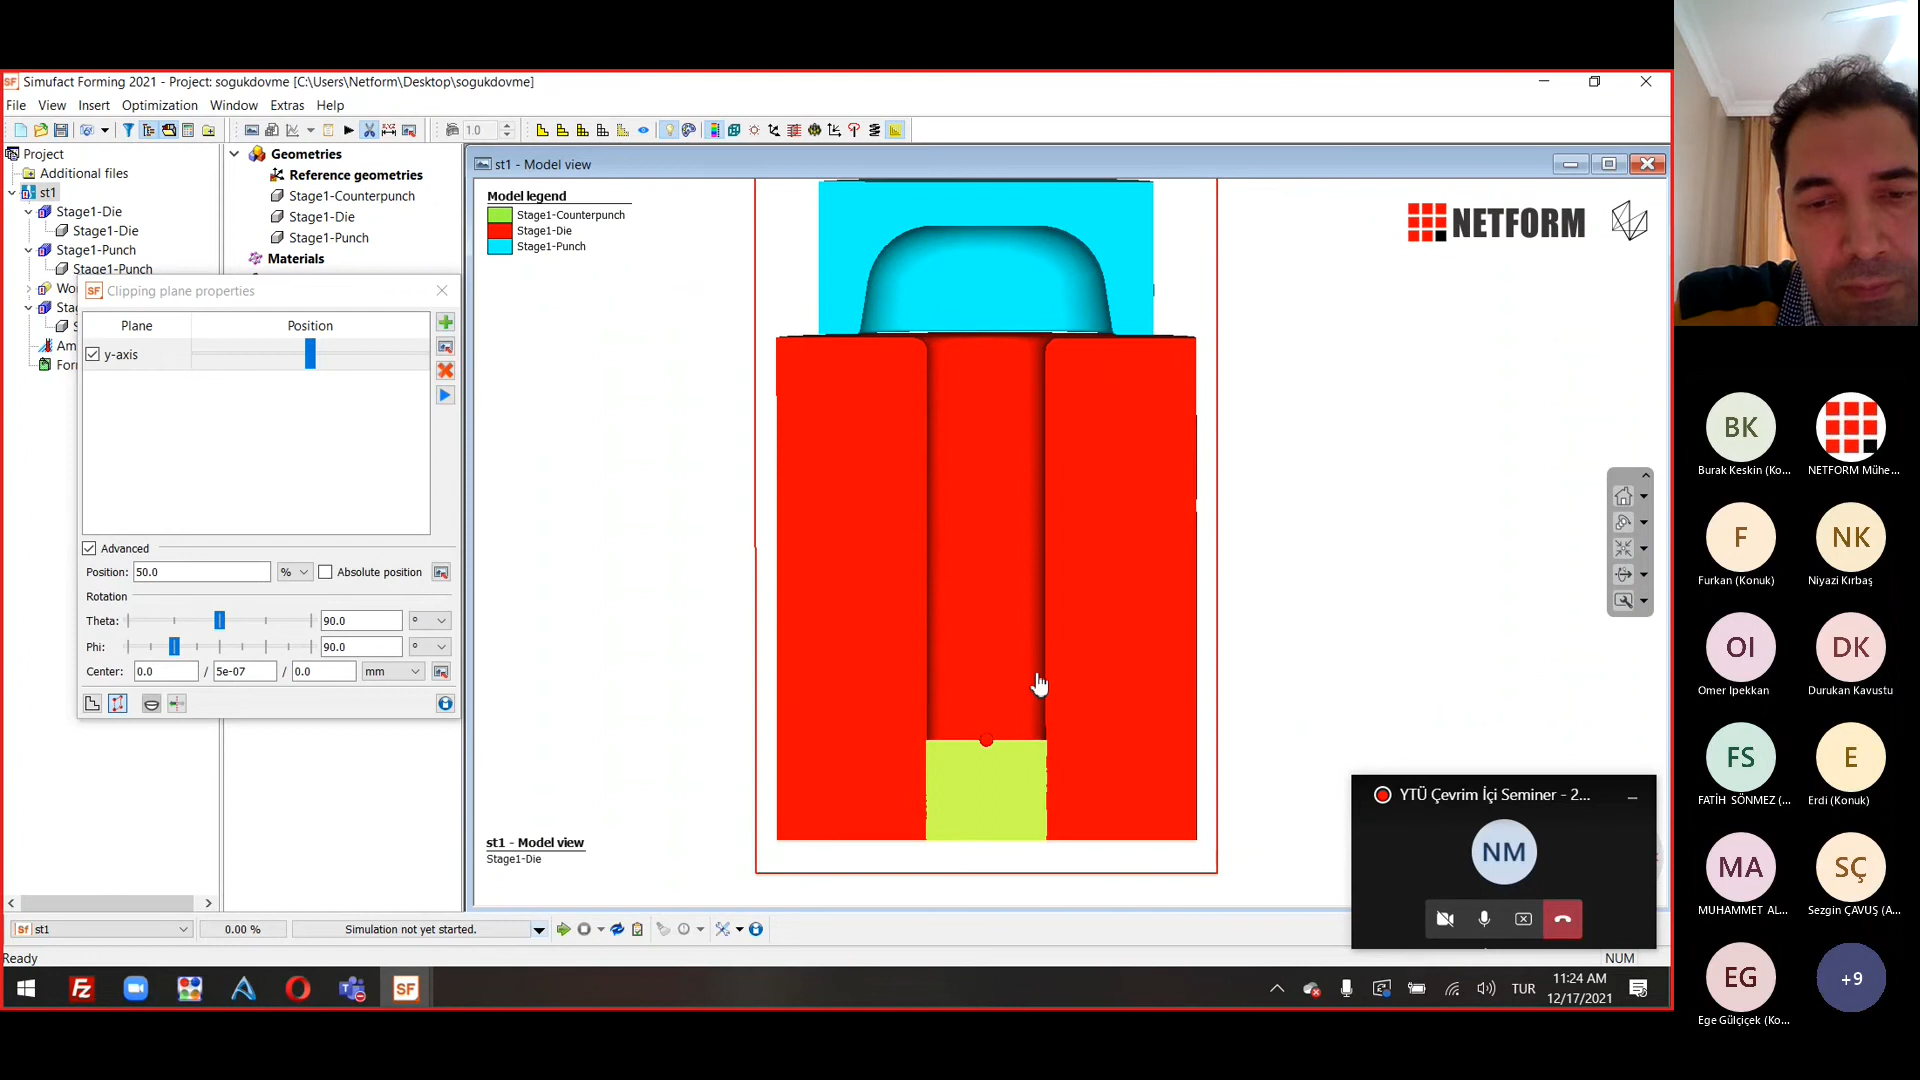 Simufact Forming 2021 - Project: sogukdovme [C:\Users\Netform\Desktop\sogukdovme]
File View Insert Optimization Window Extras Help
1.0
Project
Additional files
st1
Stage1-Die
Stage1-Die
Stage1-Punch
Stage1-Punch
Wo
Sta
S
Am
For
Geometries
Reference geometries
Stage1-Counterpunch
Stage1-Die
Stage1-Punch
Materials
Clipping plane properties
Plane Position
y-axis
Advanced
Position: 50.0 % Absolute position
Rotation
Theta: 90.0 °
Phi: 90.0 °
Center: 0.0 / 5e-07 / 0.0 mm
st1 - Model view
Model legend
Stage1-Counterpunch
Stage1-Die
Stage1-Punch
NETFORM
st1 - Model view
Stage1-Die
YTÜ Çevrim İçi Seminer - 2...
NM
st1 0.00 % Simulation not yet started.
Ready NUM
TUR
11:24 AM
12/17/2021
BK
Burak Keskin (Ko...
NETFORM Mühe...
F
Furkan (Konuk)
NK
Niyazi Kırbaş
OI
Omer Ipekkan
DK
Durukan Kavustu
FS
FATİH SÖNMEZ (...
E
Erdi (Konuk)
MA
MUHAMMET AL...
SÇ
Sezgin ÇAVUŞ (A...
EG
Ege Gülçiçek (Ko...
+9